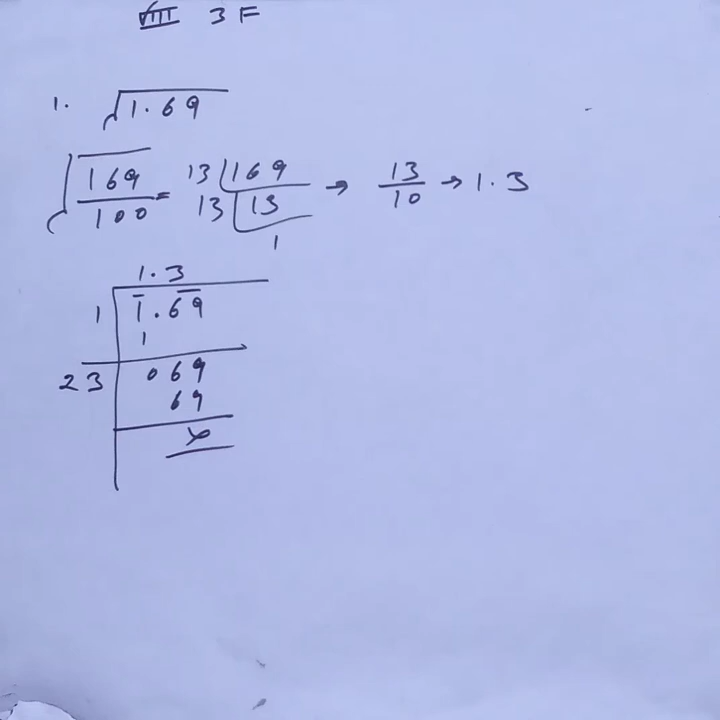 VIII 3F
1. √1.69
√169/100 = 13 | 169 → 13/10 → 1.3
13 | 13
1
1.3
1 | 1.69
1
23 | 069
69
0